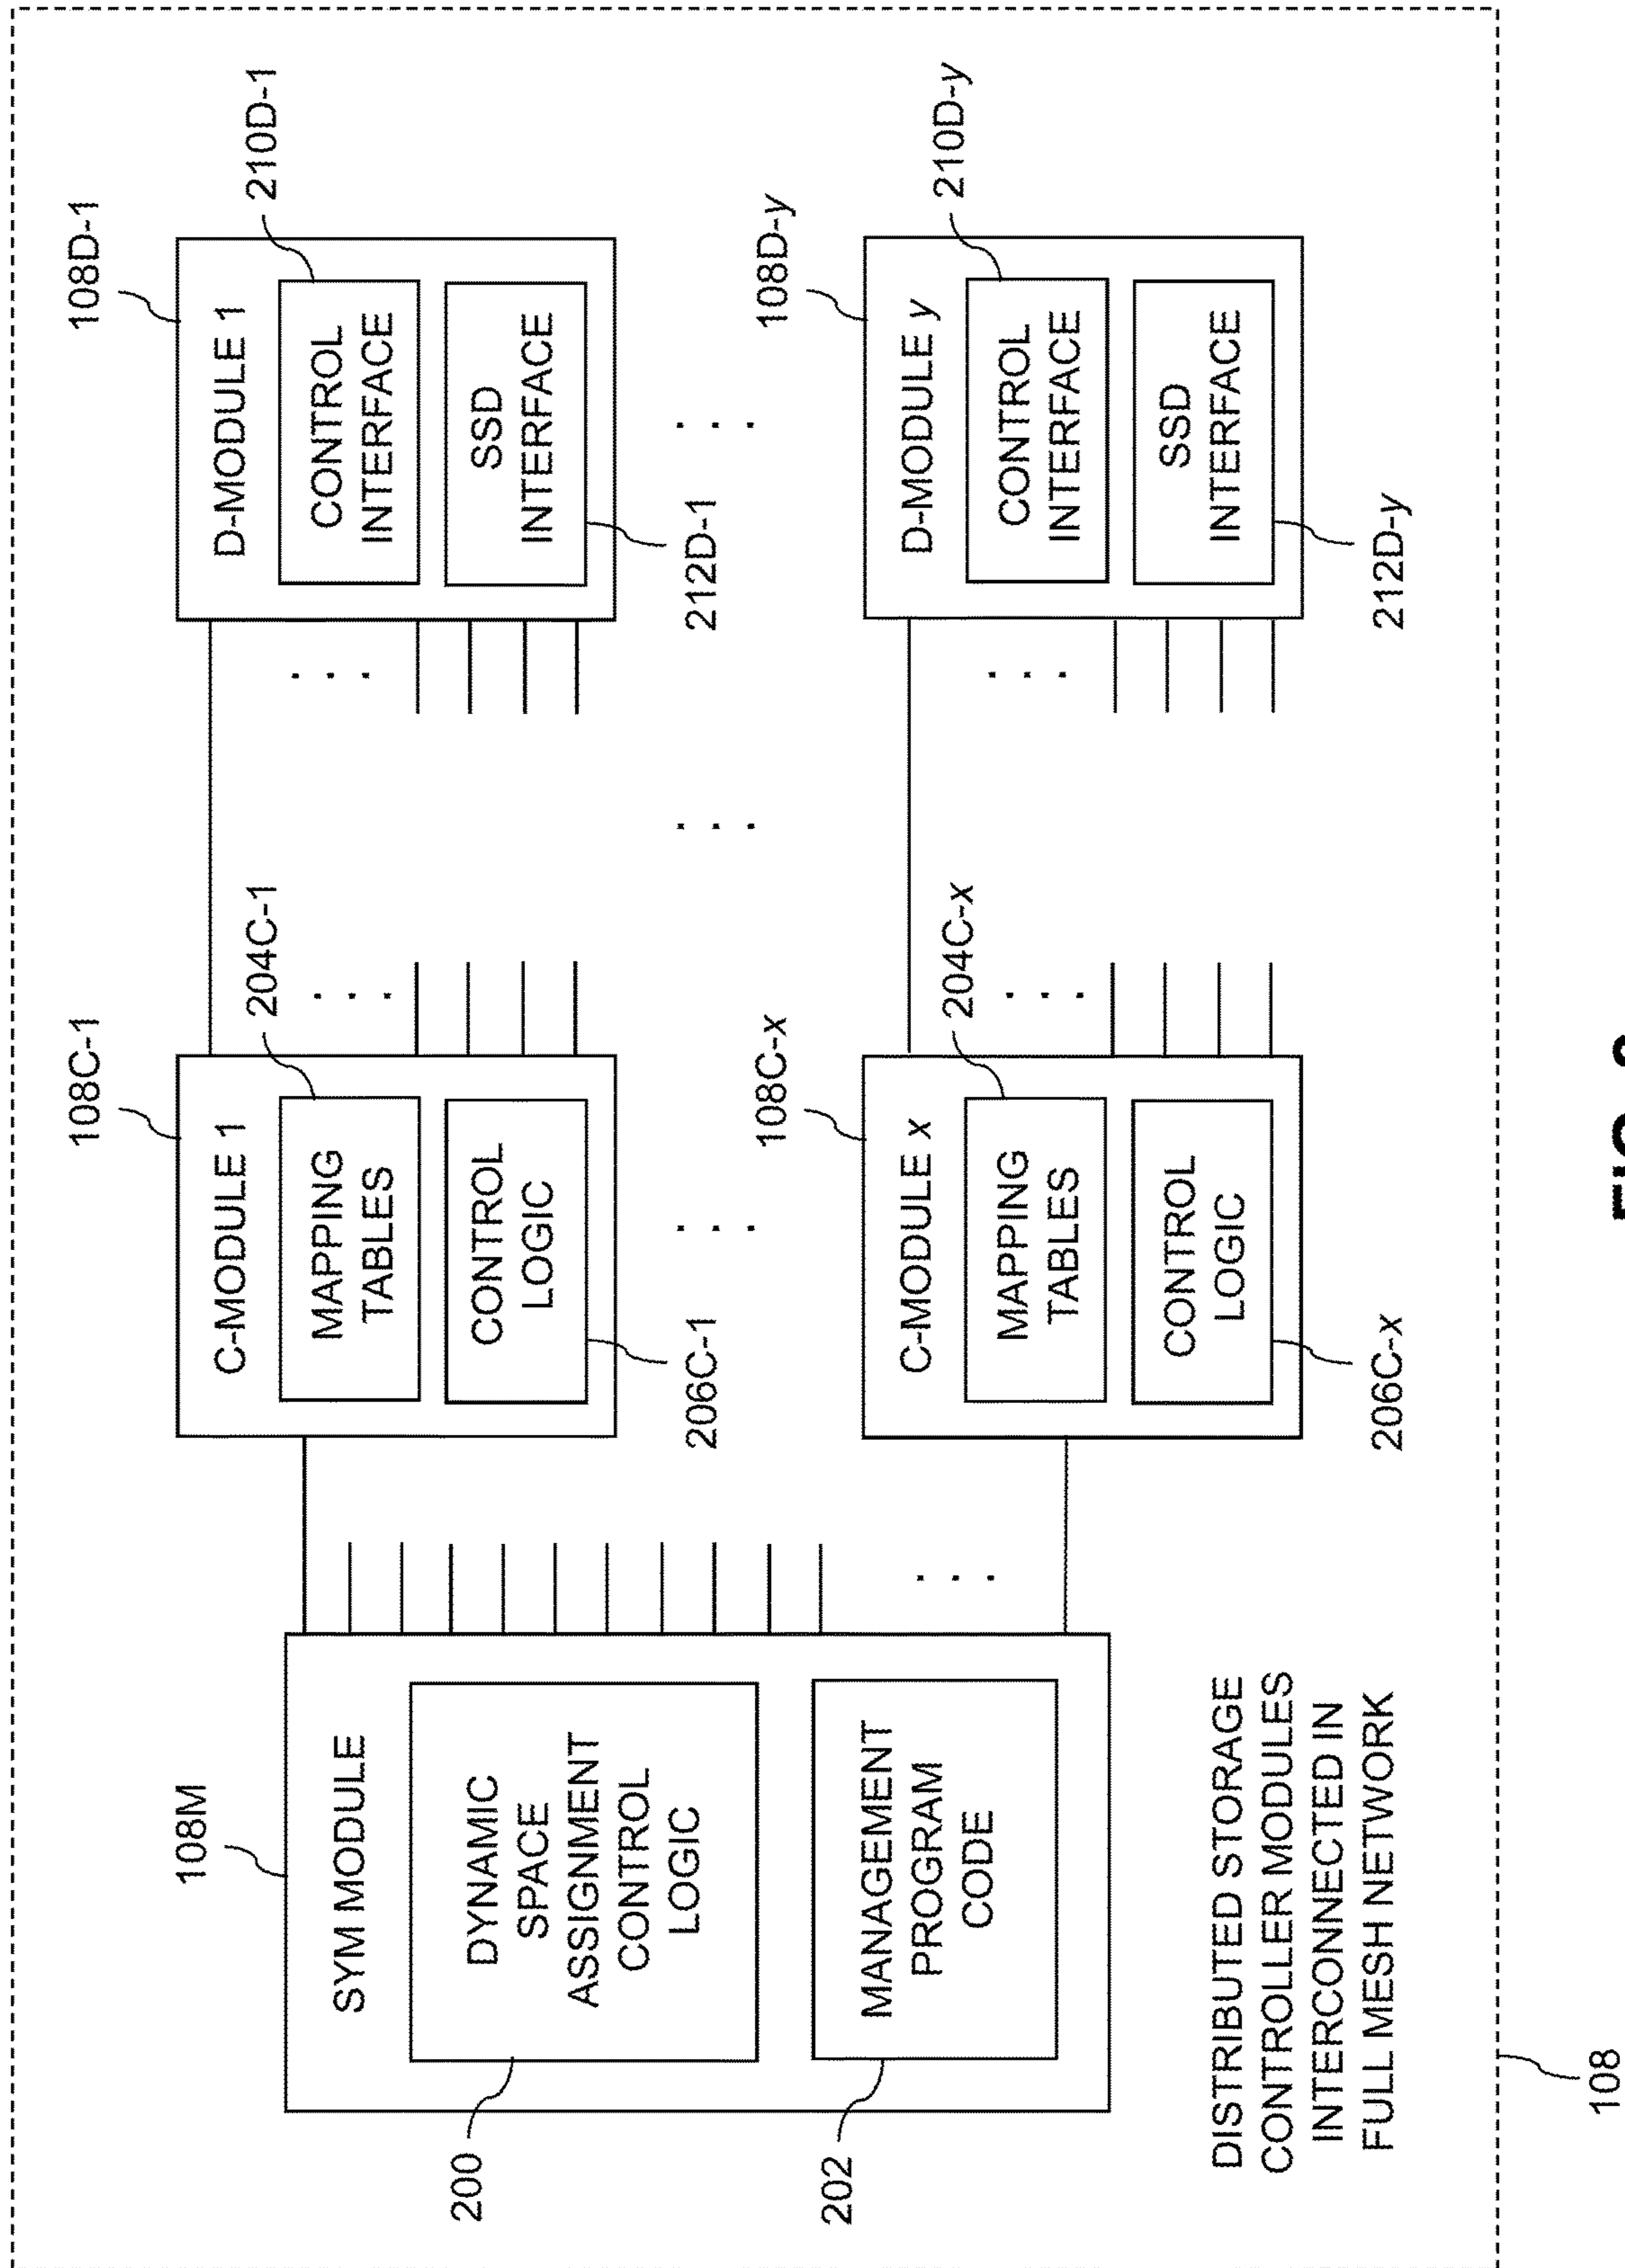 108M
SYM MODULE
DYNAMIC
SPACE
ASSIGNMENT
CONTROL
LOGIC
200
MANAGEMENT
PROGRAM
CODE
202
108C-1
C-MODULE 1
204C-1
MAPPING
TABLES
CONTROL
LOGIC
206C-1
. . .
108C-x
C-MODULE x
204C-x
MAPPING
TABLES
CONTROL
LOGIC
206C-x
108D-1
D-MODULE 1
210D-1
CONTROL
INTERFACE
SSD
INTERFACE
212D-1
. . .
108D-y
D-MODULE y
210D-y
CONTROL
INTERFACE
SSD
INTERFACE
212D-y
DISTRIBUTED STORAGE
CONTROLLER MODULES
INTERCONNECTED IN
FULL MESH NETWORK
108